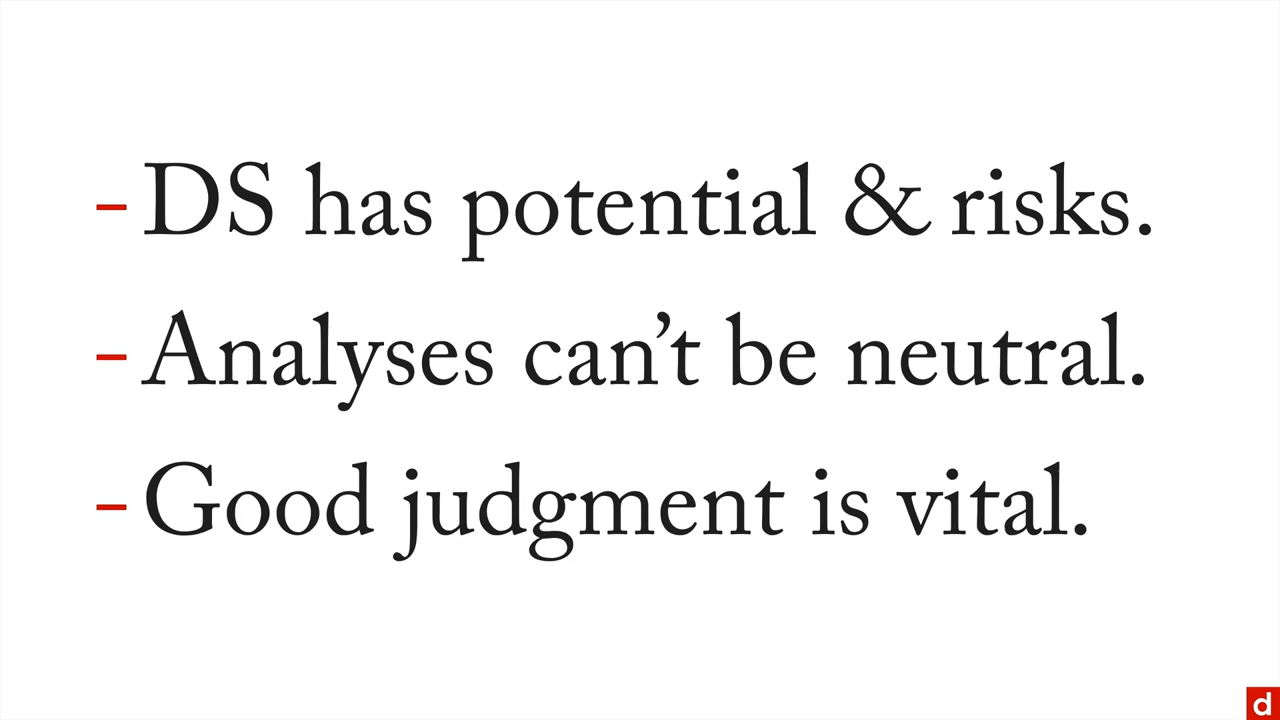 - DS has potential & risks.
- Analyses can’t be neutral.
- Good judgment is vital.
d